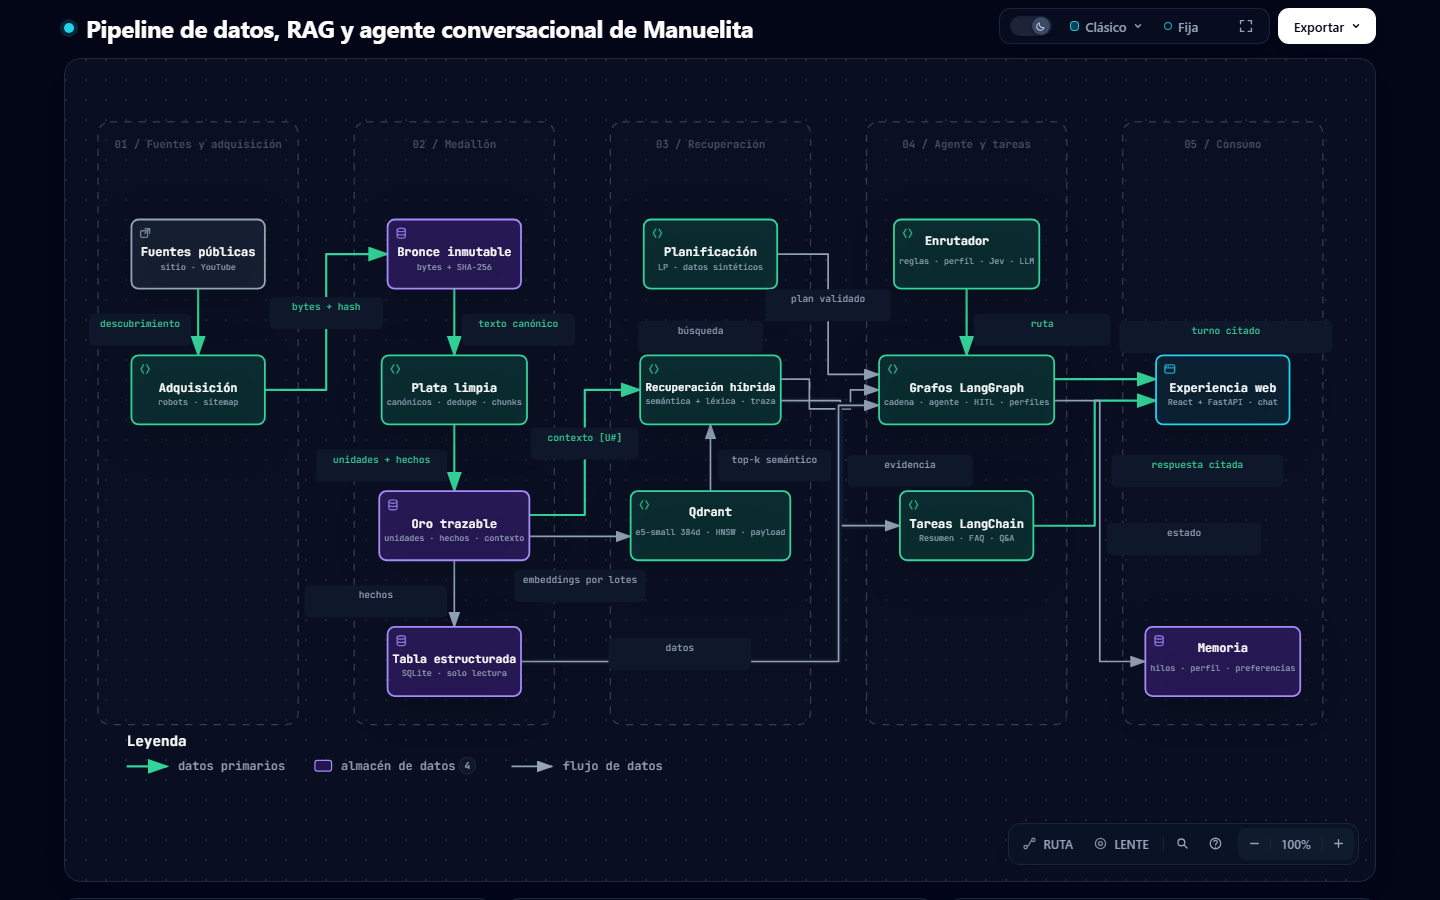 Pipeline de datos, RAG y agente conversacional de Manuelita
Clásico
Fija
Exportar
01 / Fuentes y adquisición
02 / Medallón
03 / Recuperación
04 / Agente y tareas
05 / Consumo
Fuentes públicas
sitio · YouTube
Bronce inmutable
bytes + SHA-256
Planificación
LP · datos sintéticos
Enrutador
reglas · perfil · Jev · LLM
bytes + hash
plan validado
descubrimiento
texto canónico
búsqueda
ruta
turno citado
Adquisición
robots · sitemap
Plata limpia
canónicos · dedupe · chunks
Recuperación híbrida
semántica + léxica · traza
Grafos LangGraph
cadena · agente · HITL · perfiles
Experiencia web
React + FastAPI · chat
contexto [U#]
unidades + hechos
top-k semántico
evidencia
respuesta citada
Oro trazable
unidades · hechos · contexto
Qdrant
e5-small 384d · HNSW · payload
Tareas LangChain
Resumen · FAQ · Q&A
estado
embeddings por lotes
hechos
datos
Tabla estructurada
SQLite · solo lectura
Memoria
hilos · perfil · preferencias
Leyenda
datos primarios
almacén de datos 4
flujo de datos
RUTA
LENTE
100%